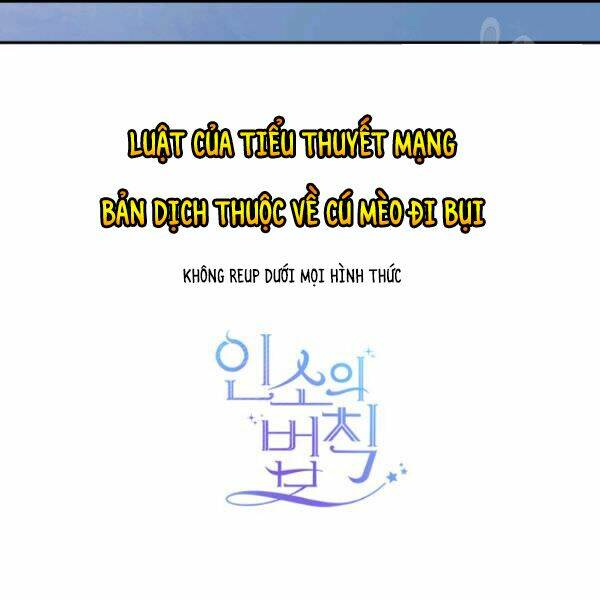 LUẬT CỦA TIỂU THUYẾT MẠNG
BẢN DỊCH THUỘC VỀ CÚ MÈO ĐI BỤI
KHÔNG REUP DƯỚI MỌI HÌNH THỨC
인소의
법칙